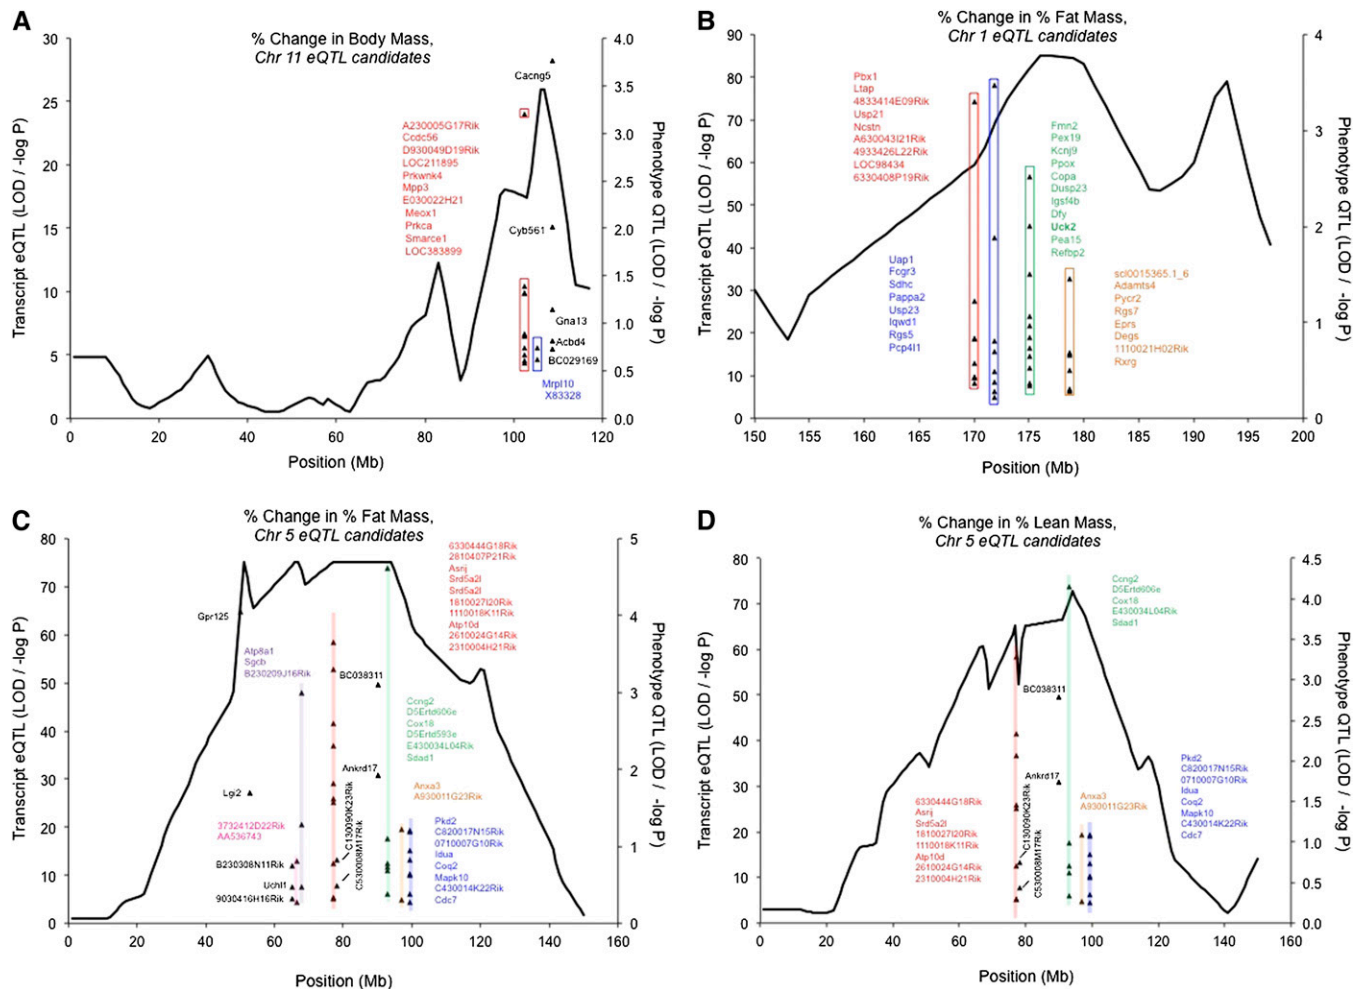 A
% Change in Body Mass,
Chr 11 eQTL candidates
Transcript eQTL (LOD / -log P)
30
25
20
15
10
5
0
4.0
3.5
3.0
2.5
2.0
1.5
1.0
0.5
0.0
Phenotype QTL (LOD / -log P)
Cacng5
A230005G17Rik
Ccdc56
D930049D19Rik
LOC211895
Prkwnk4
Mpp3
E030022H21
Meox1
Prkca
Smarce1
LOC383899
Cyb561
Gna13
Acbd4
BC029169
Mrpl10
X83328
0 20 40 60 80 100 120
Position (Mb)
B
% Change in % Fat Mass,
Chr 1 eQTL candidates
Transcript eQTL (LOD / -log P)
90
80
70
60
50
40
30
20
10
0
4
3
2
1
0
Phenotype QTL (LOD / -log P)
Pbx1
Ltap
4833414E09Rik
Usp21
Ncstn
A630043I21Rik
4933426L22Rik
LOC98434
6330408P19Rik
Uap1
Fcgr3
Sdhc
Pappa2
Usp23
Iqwd1
Rgs5
Pcp4l1
Fmn2
Pex19
Kcnj9
Ppox
Copa
Dusp23
Igsf4b
Dfy
Uck2
Pea15
Refbp2
scl0015365.1_6
Adamts4
Pycr2
Rgs7
Eprs
Degs
1110021H02Rik
Rxrg
150 155 160 165 170 175 180 185 190 195 200
Position (Mb)
C
% Change in % Fat Mass,
Chr 5 eQTL candidates
Transcript eQTL (LOD / -log P)
80
70
60
50
40
30
20
10
0
5
4
3
2
1
0
Phenotype QTL (LOD / -log P)
6330444G18Rik
2810407P21Rik
Asrij
Srd5a2l
Srd5a2l
1810027I20Rik
1110018K11Rik
Atp10d
2610024G14Rik
2310004H21Rik
Gpr125
Atp8a1
Sgcb
B230209J16Rik
BC038311
Ccng2
D5Ertd606e
Cox18
D5Ertd593e
E430034L04Rik
Sdad1
Ankrd17
Lgi2
Anxa3
A930011G23Rik
3732412D22Rik
AA536743
B230308N11Rik
Uchl1
9030416H16Rik
C130090K23Rik
C530008M17Rik
Pkd2
C820017N15Rik
0710007G10Rik
Idua
Coq2
Mapk10
C430014K22Rik
Cdc7
0 20 40 60 80 100 120 140 160
Position (Mb)
D
% Change in % Lean Mass,
Chr 5 eQTL candidates
Transcript eQTL (LOD / -log P)
80
70
60
50
40
30
20
10
0
4.5
4.0
3.5
3.0
2.5
2.0
1.5
1.0
0.5
0.0
Phenotype QTL (LOD / -log P)
Ccng2
D5Ertd606e
Cox18
E430034L04Rik
Sdad1
BC038311
Ankrd17
Anxa3
A930011G23Rik
6330444G18Rik
Asrij
Srd5a2l
1810027I20Rik
1110018K11Rik
Atp10d
2610024G14Rik
2310004H21Rik
C130090K23Rik
C530008M17Rik
Pkd2
C820017N15Rik
0710007G10Rik
Idua
Coq2
Mapk10
C430014K22Rik
Cdc7
0 20 40 60 80 100 120 140 160
Position (Mb)